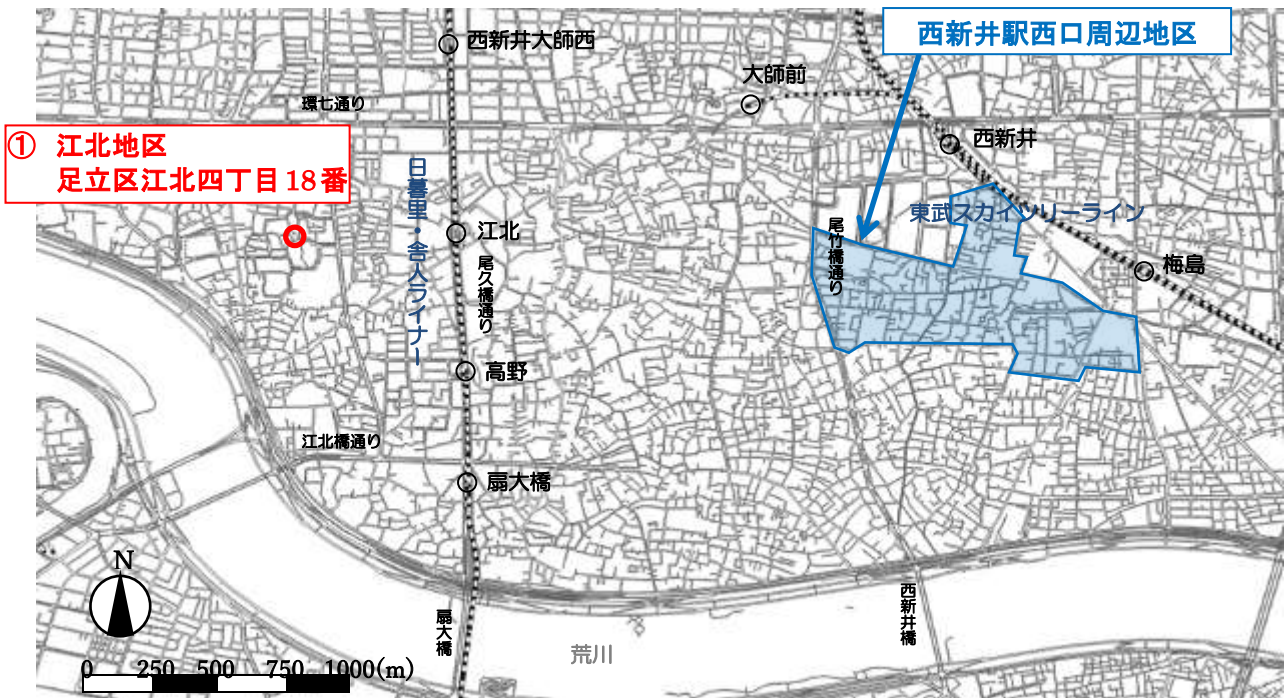 西新井駅西口周辺地区
西新井大師西
大師前
環七通り
西新井
① 江北地区
足立区江北四丁目18番
日暮里・舎人ライナー
東武スカイツリーライン
尾竹橋通り
江北
尾久橋通り
梅島
高野
江北橋通り
扇大橋
N
扇大橋
西新井橋
荒川
0 250 500 750 1000(m)